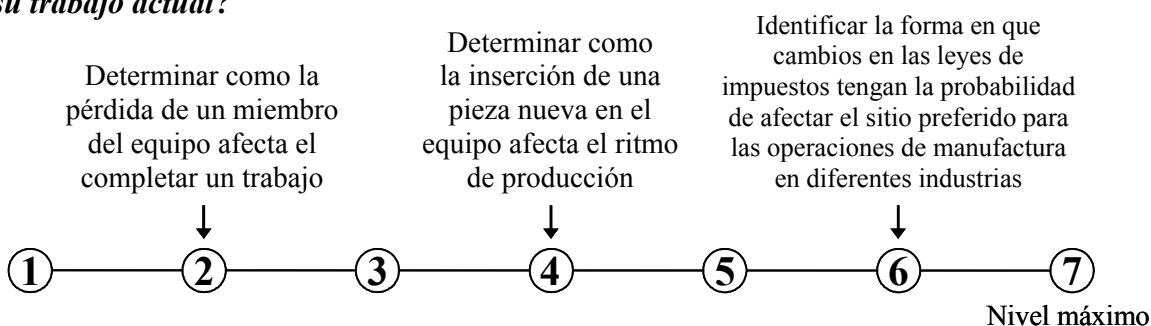 su trabajo actual?
Determinar como la
pérdida de un miembro
del equipo afecta el
completar un trabajo
Determinar como
la inserción de una
pieza nueva en el
equipo afecta el ritmo
de producción
Identificar la forma en que
cambios en las leyes de
impuestos tengan la probabilidad
de afectar el sitio preferido para
las operaciones de manufactura
en diferentes industrias
1 2 3 4 5 6 7
Nivel máximo